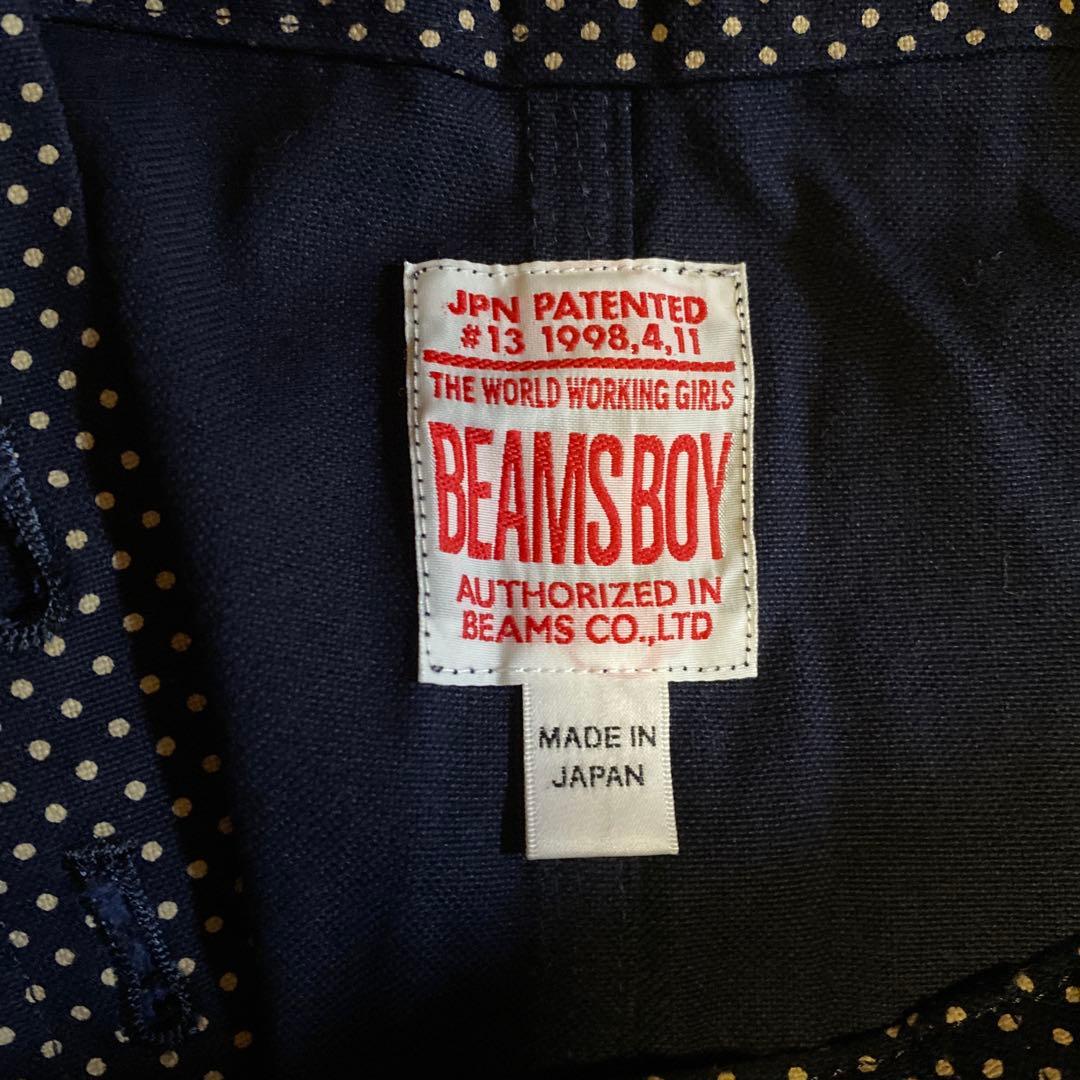 JPN PATENTED
#13 1998,4,11
THE WORLD WORKING GIRLS
BEAMS BOY
AUTHORIZED IN
BEAMS CO.,LTD
MADE IN
JAPAN